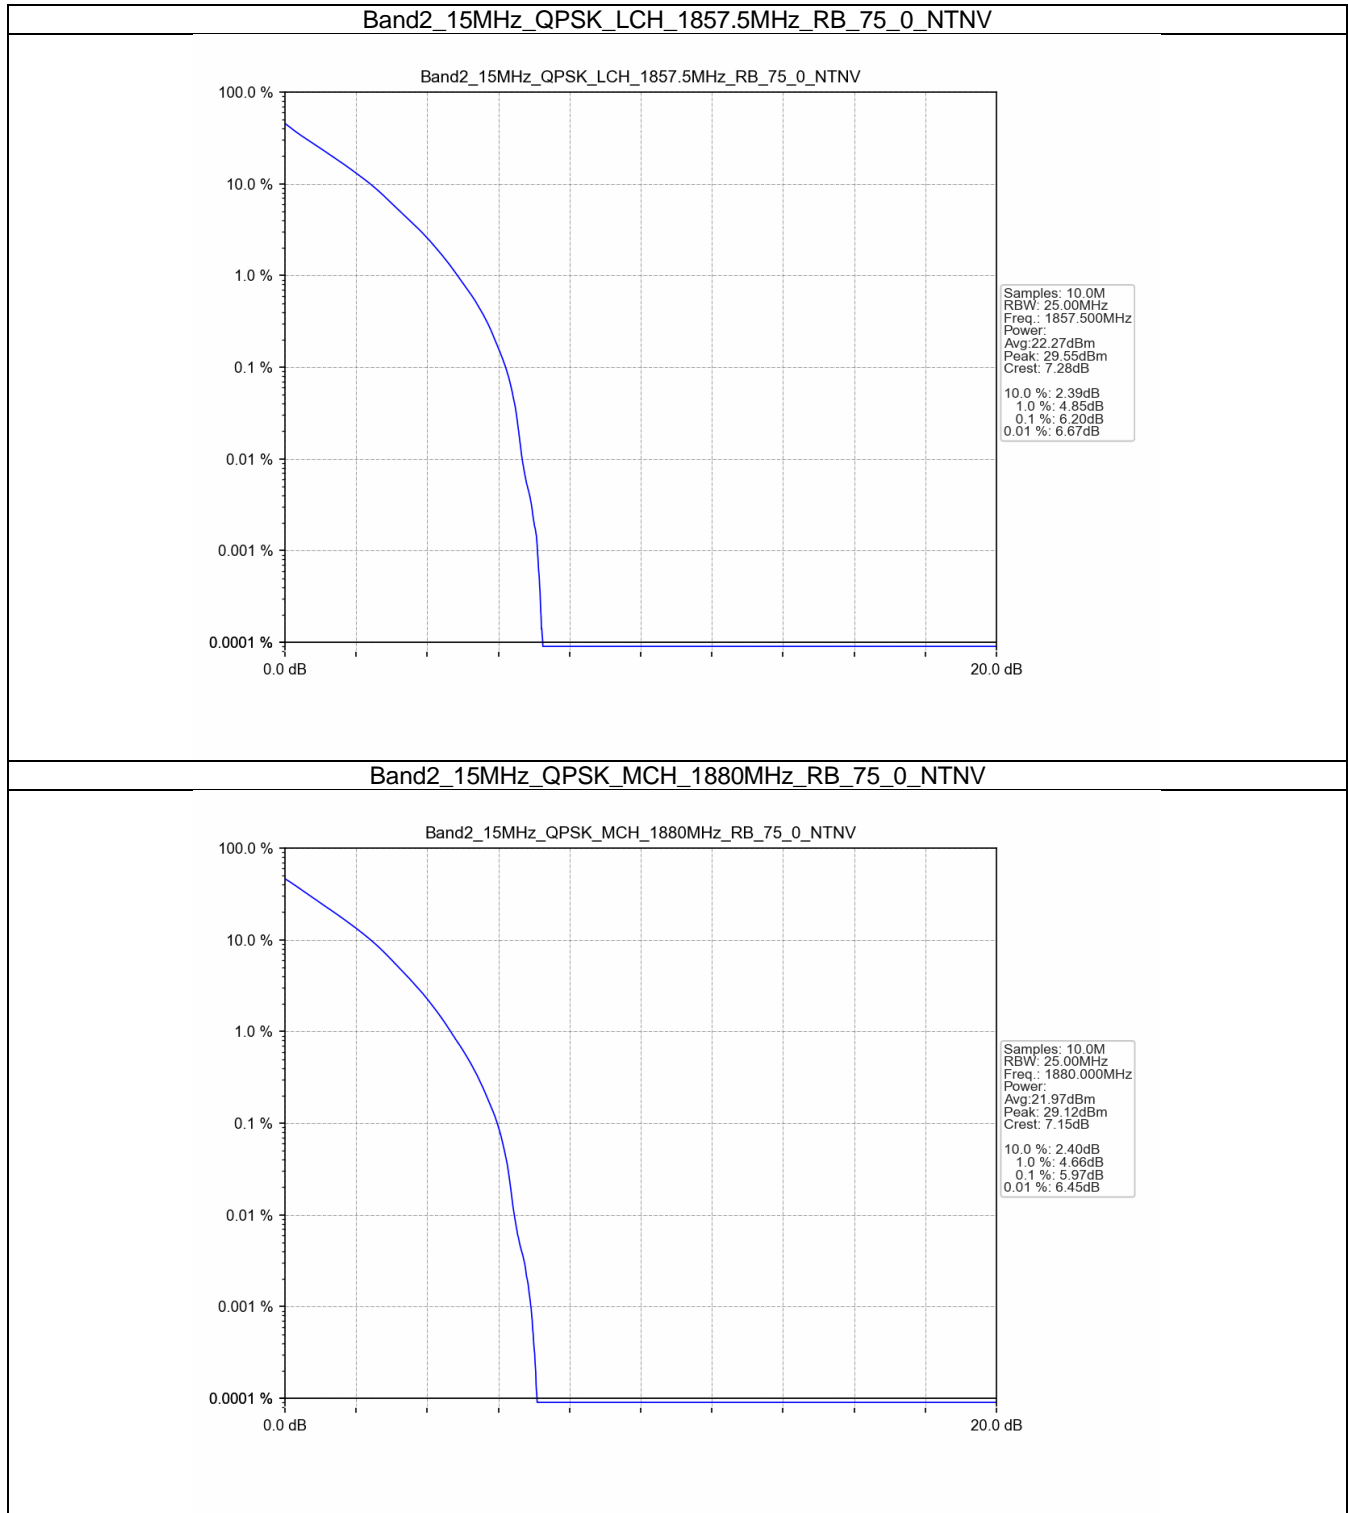 Band2_15MHz_QPSK_LCH_1857.5MHz_RB_75_0_NTNV
Band2_15MHz_QPSK_LCH_1857.5MHz_RB_75_0_NTNV
100.0 %
10.0 %
1.0 %
0.1 %
0.01 %
0.001 %
0.0001 %
0.0 dB
20.0 dB
Samples: 10.0M
RBW: 25.00MHz
Freq.: 1857.500MHz
Power:
Avg:22.27dBm
Peak: 29.55dBm
Crest: 7.28dB
10.0 %: 2.39dB
1.0 %: 4.85dB
0.1 %: 6.20dB
0.01 %: 6.67dB
Band2_15MHz_QPSK_MCH_1880MHz_RB_75_0_NTNV
Band2_15MHz_QPSK_MCH_1880MHz_RB_75_0_NTNV
100.0 %
10.0 %
1.0 %
0.1 %
0.01 %
0.001 %
0.0001 %
0.0 dB
20.0 dB
Samples: 10.0M
RBW: 25.00MHz
Freq.: 1880.000MHz
Power:
Avg:21.97dBm
Peak: 29.12dBm
Crest: 7.15dB
10.0 %: 2.40dB
1.0 %: 4.66dB
0.1 %: 5.97dB
0.01 %: 6.45dB